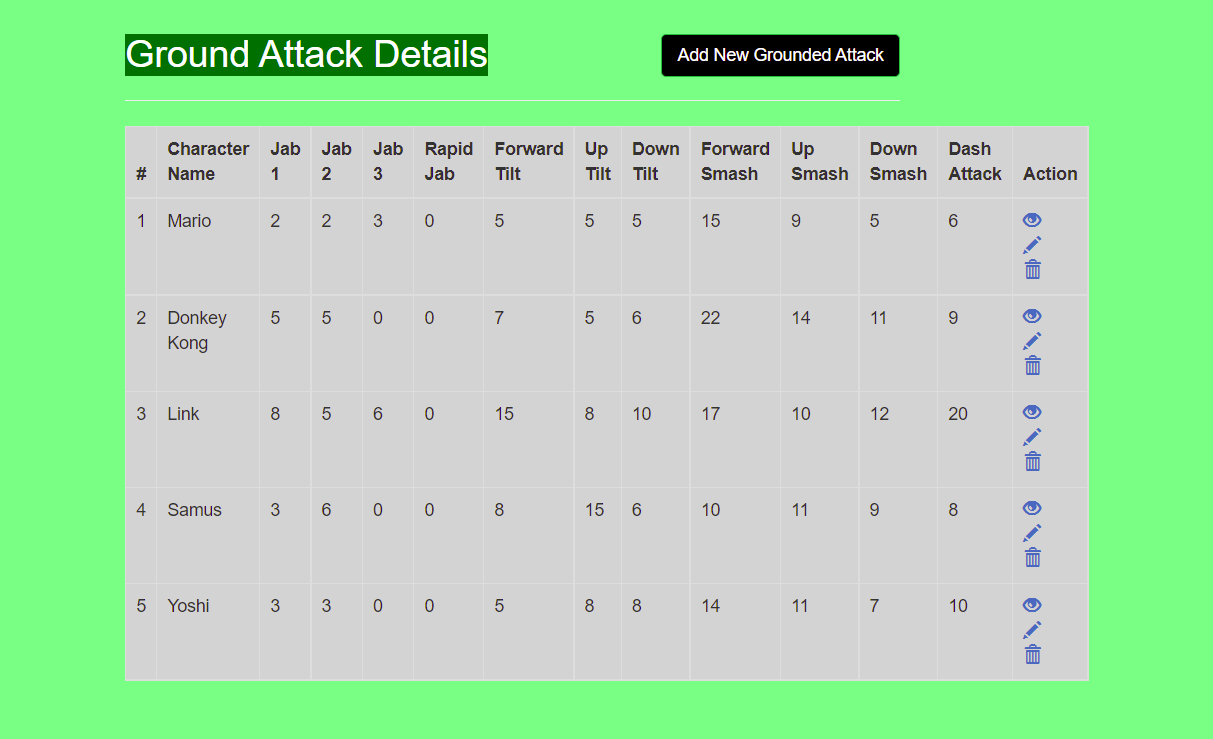 Ground Attack Details
Add New Grounded Attack
# Character Name Jab 1 Jab 2 Jab 3 Rapid Jab Forward Tilt Up Tilt Down Tilt Forward Smash Up Smash Down Smash Dash Attack Action
1 Mario 2 2 3 0 5 5 5 15 9 5 6
2 Donkey Kong 5 5 0 0 7 5 6 22 14 11 9
3 Link 8 5 6 0 15 8 10 17 10 12 20
4 Samus 3 6 0 0 8 15 6 10 11 9 8
5 Yoshi 3 3 0 0 5 8 8 14 11 7 10